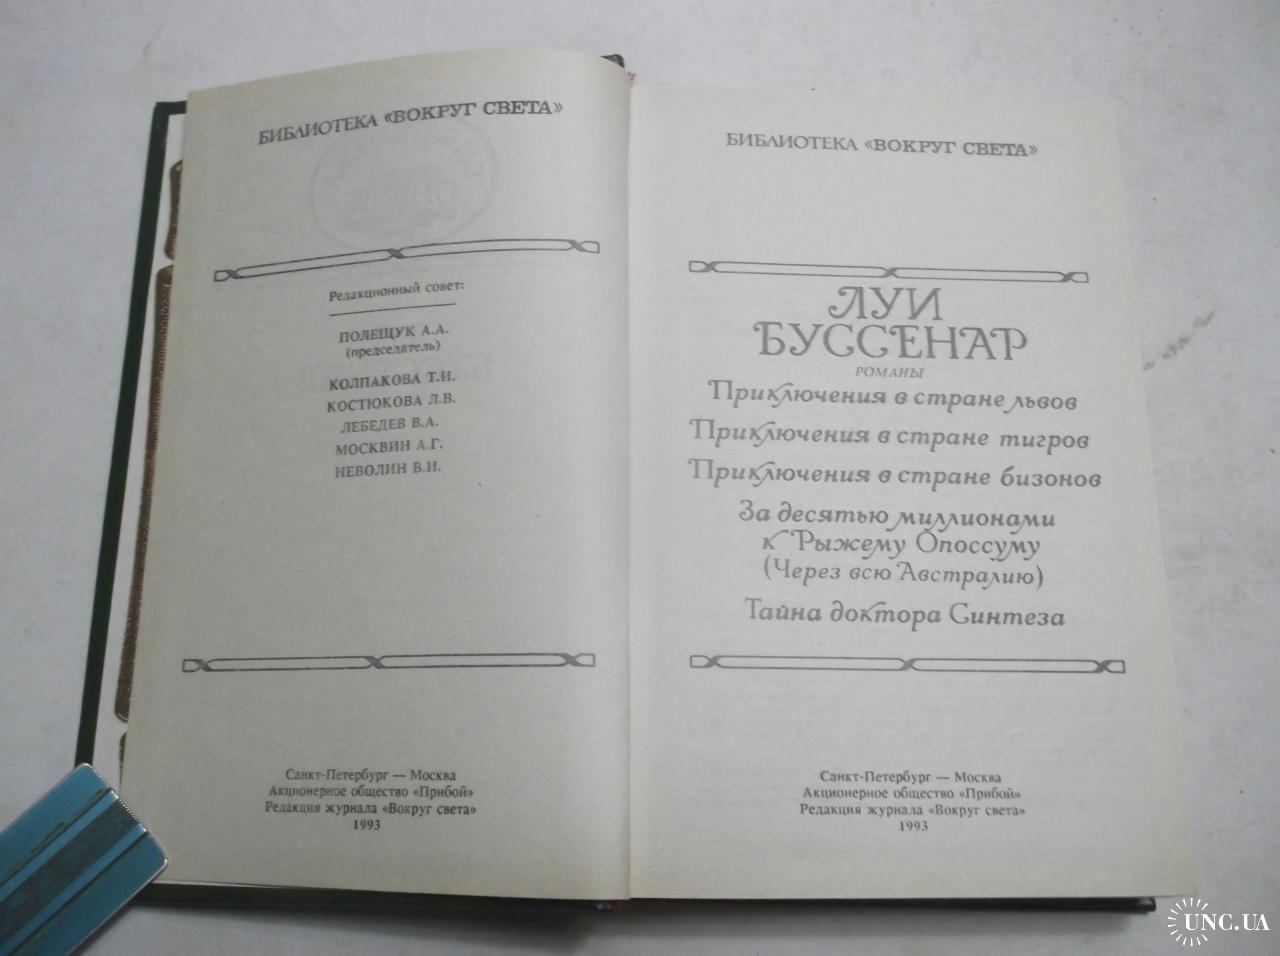 БИБЛИОТЕКА «ВОКРУГ СВЕТА»
Редакционный совет:
ПОЛЕЩУК А.А.
(председатель)
КОЛПАКОВА Т.И.
КОСТЮКОВА Л.В.
ЛЕБЕДЕВ В.А.
МОСКВИН А.Г.
НЕВОЛИН В.И.
Санкт-Петербург — Москва
Акционерное общество «Прибой»
Редакция журнала «Вокруг света»
1993
БИБЛИОТЕКА «ВОКРУГ СВЕТА»
ЛУИ
БУССЕНАР
РОМАНЫ
Приключения в стране львов
Приключения в стране тигров
Приключения в стране бизонов
За десятью миллионами
к Рыжему Опоссуму
(Через всю Австралию)
Тайна доктора Синтеза
Санкт-Петербург — Москва
Акционерное общество «Прибой»
Редакция журнала «Вокруг света»
1993
UNC.UA